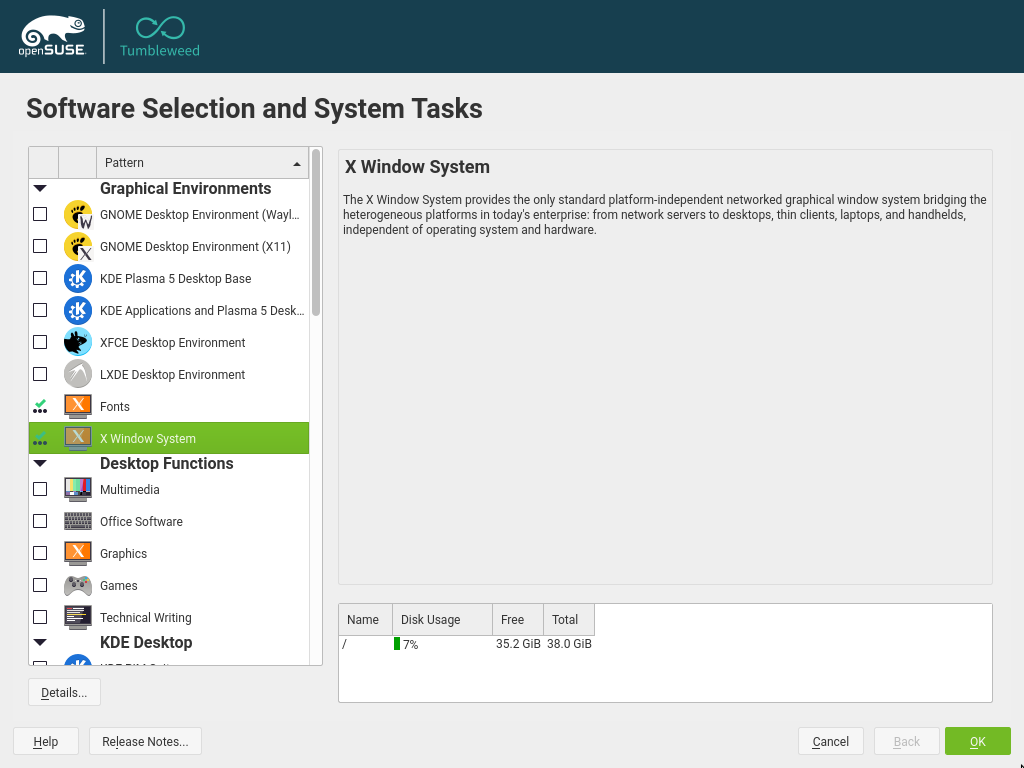 openSUSE
Tumbleweed
Software Selection and System Tasks
Pattern
Graphical Environments
GNOME Desktop Environment (Wayl...
GNOME Desktop Environment (X11)
KDE Plasma 5 Desktop Base
KDE Applications and Plasma 5 Desk...
XFCE Desktop Environment
LXDE Desktop Environment
Fonts
X Window System
Desktop Functions
Multimedia
Office Software
Graphics
Games
Technical Writing
KDE Desktop
Details...
X Window System
The X Window System provides the only standard platform-independent networked graphical window system bridging the
heterogeneous platforms in today's enterprise: from network servers to desktops, thin clients, laptops, and handhelds,
independent of operating system and hardware.
Name Disk Usage Free Total
/ 7% 35.2 GiB 38.0 GiB
Help Release Notes... Cancel Back OK